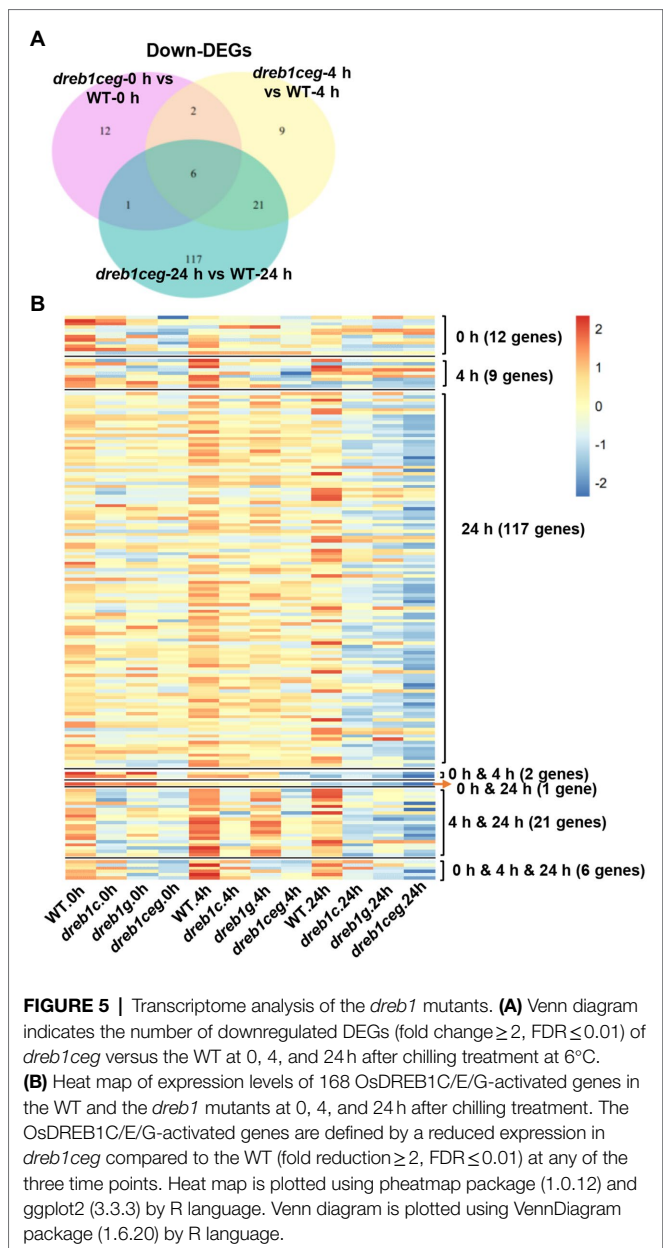 A
Down-DEGs
dreb1ceg-0 h vs
WT-0 h
dreb1ceg-4 h
vs WT-4 h
2
12
9
6
1
21
117
dreb1ceg-24 h vs WT-24 h
B
0 h (12 genes)
4 h (9 genes)
24 h (117 genes)
0 h & 4 h (2 genes)
0 h & 24 h (1 gene)
4 h & 24 h (21 genes)
0 h & 4 h & 24 h (6 genes)
2
1
0
-1
-2
WT.0h
dreb1c.0h
dreb1g.0h
dreb1ceg.0h
WT.4h
dreb1c.4h
dreb1g.4h
dreb1ceg.4h
WT.24h
dreb1c.24h
dreb1g.24h
dreb1ceg.24h
FIGURE 5 | Transcriptome analysis of the dreb1 mutants. (A) Venn diagram
indicates the number of downregulated DEGs (fold change ≥ 2, FDR ≤ 0.01) of
dreb1ceg versus the WT at 0, 4, and 24 h after chilling treatment at 6°C.
(B) Heat map of expression levels of 168 OsDREB1C/E/G-activated genes in
the WT and the dreb1 mutants at 0, 4, and 24 h after chilling treatment. The
OsDREB1C/E/G-activated genes are defined by a reduced expression in
dreb1ceg compared to the WT (fold reduction ≥ 2, FDR ≤ 0.01) at any of the
three time points. Heat map is plotted using pheatmap package (1.0.12) and
ggplot2 (3.3.3) by R language. Venn diagram is plotted using VennDiagram
package (1.6.20) by R language.